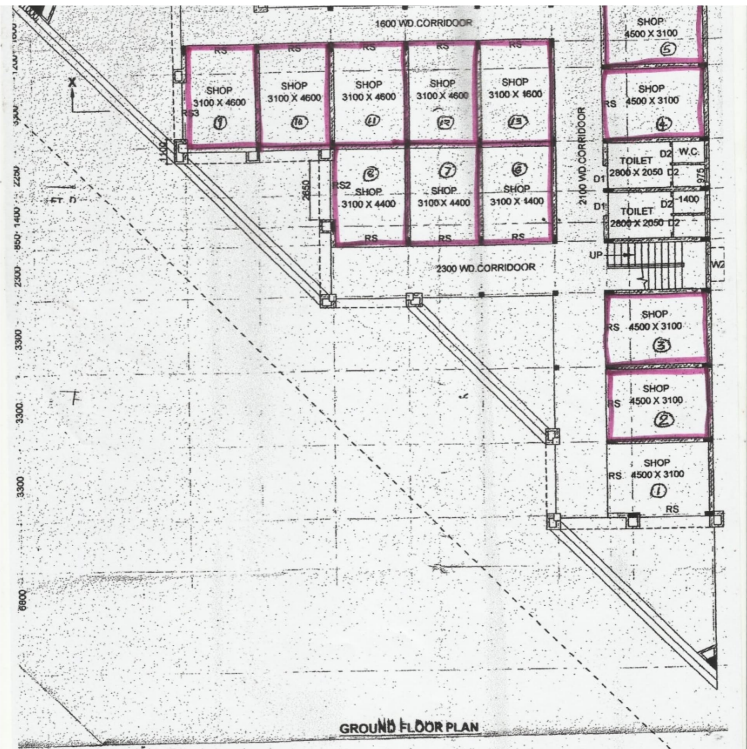 1600 WD.CORRIDOOR
SHOP
4500 X 3100
5
RS
RS
RS
RS
RS
SHOP
3100 X 4600
9
SHOP
3100 X 4600
10
SHOP
3100 X 4600
11
SHOP
3100 X 4600
12
SHOP
3100 X 1600
13
SHOP
4500 X 3100
RS
4
X
RS3
2100 WD.CORRIDOOR
TOILET
2800 X 2050
D2
W.C.
D2
975
D1
TOILET
2800 X 2050
D2
1400
D2
D1
2650
RS2
8
SHOP
3100 X 4400
7
SHOP
3100 X 4400
6
SHOP
3100 X 1400
RS
RS
RS
2300 WD.CORRIDOOR
UP
W2
2250
1400
850
2300
3300
3300
3300
6800
SHOP
RS
4500 X 3100
3
SHOP
RS
4500 X 3100
2
SHOP
RS
4500 X 3100
1
RS
GROUND FLOOR PLAN